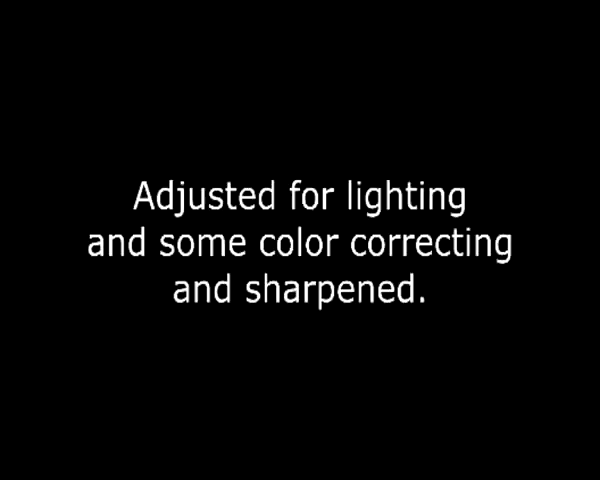 Adjusted for lighting
and some color correcting
and sharpened.